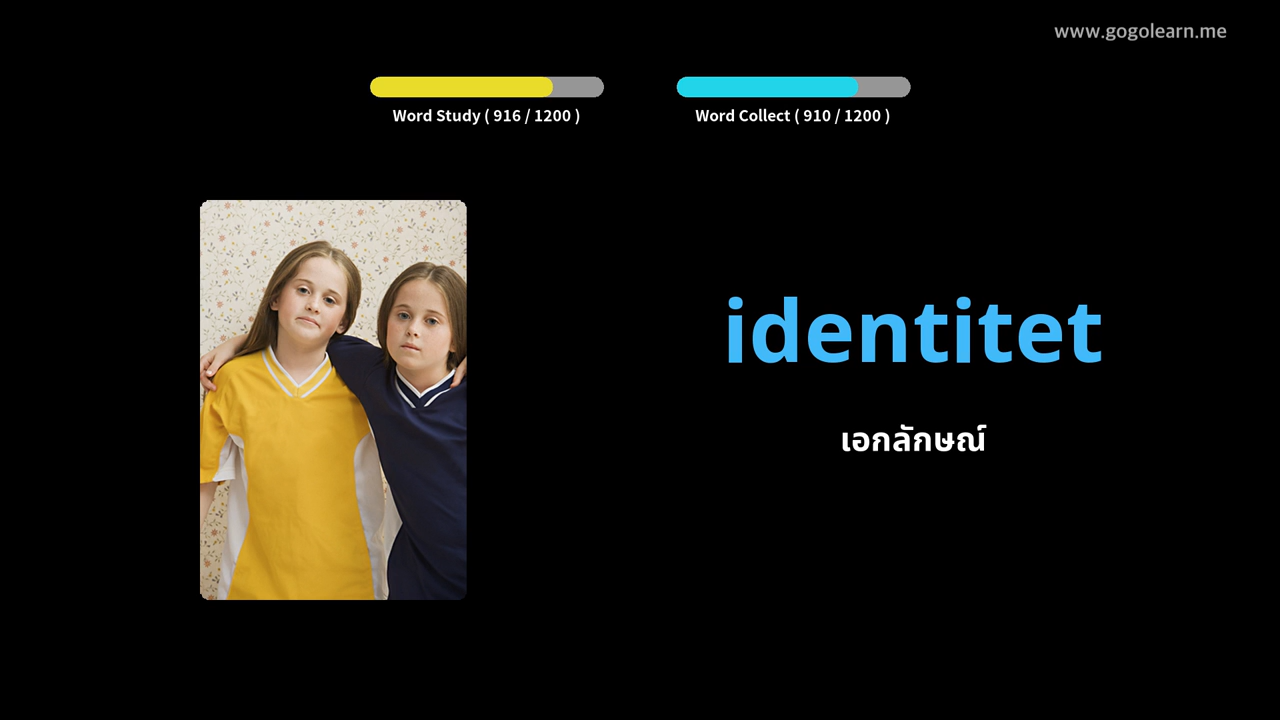 www.gogolearn.me
Word Study ( 916 / 1200 )
Word Collect ( 910 / 1200 )
identitet
เอกลักษณ์